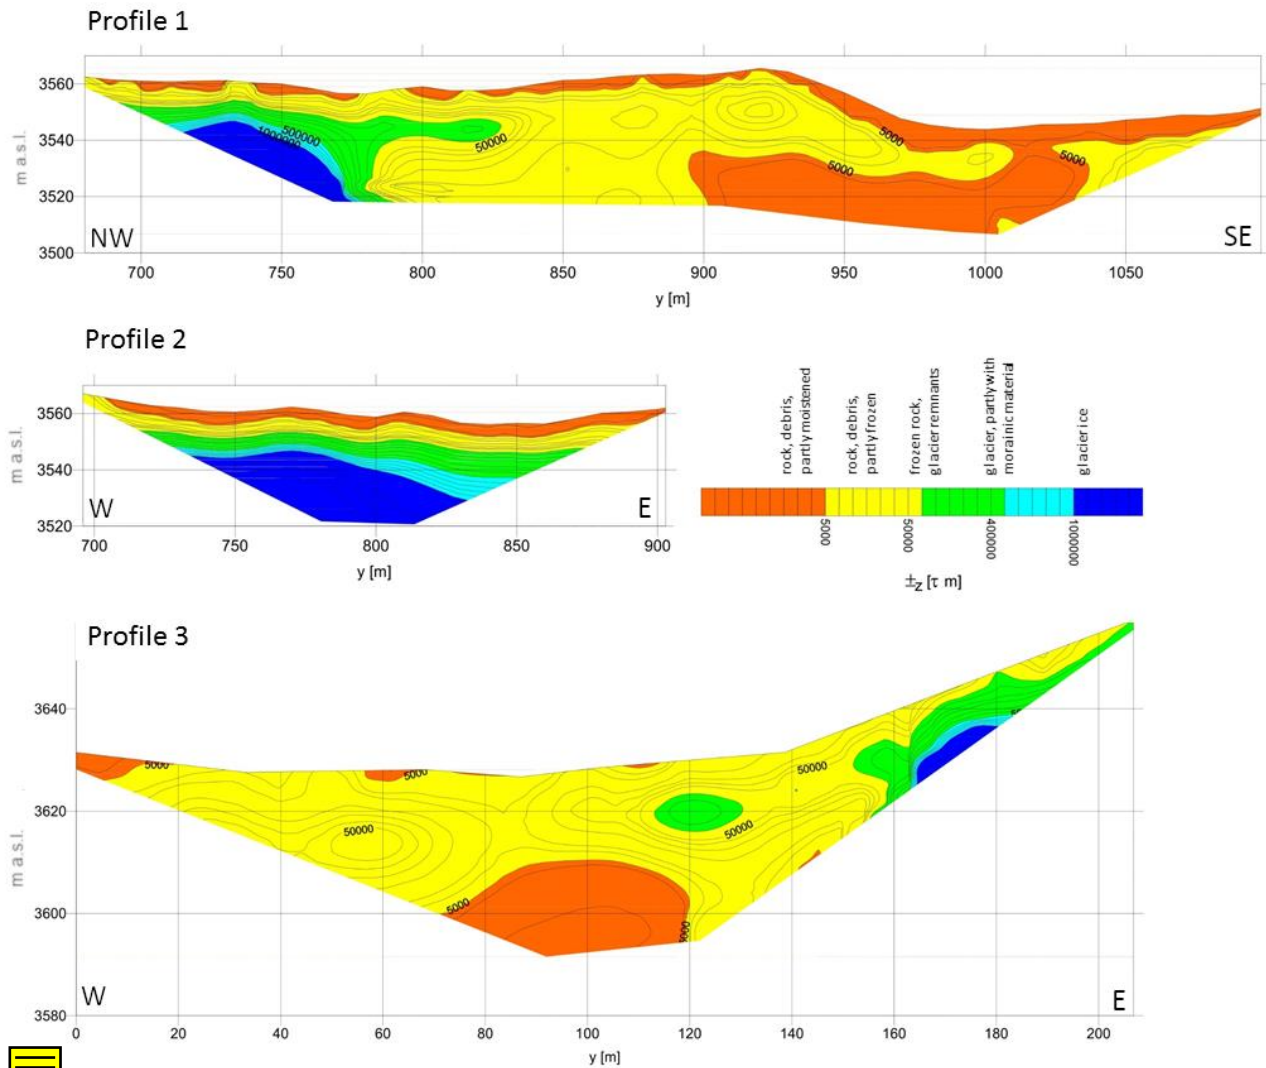 Profile 1
3560
3540
3520
3500
m a.s.l.
1000000
500000
50000
5000
5000
5000
NW
SE
700
750
800
850
900
950
1000
1050
y [m]
Profile 2
3560
3540
3520
m a.s.l.
W
E
700
750
800
850
900
y [m]
rock, debris,
partly moistened
rock, debris,
partly frozen
frozen rock,
glacier remnants
glacier, partly with
morainic material
glacier ice
5000
50000
400000
1000000
±z [τ m]
Profile 3
3640
3620
3600
3580
m a.s.l.
5000
5000
50000
50000
50000
5000
5000
W
E
0
20
40
60
80
100
120
140
160
180
200
y [m]